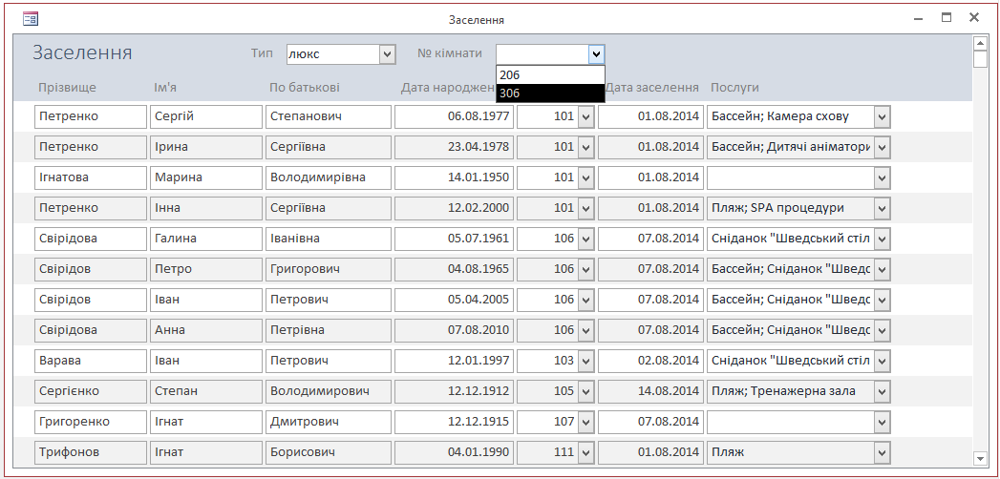 Заселення
Заселення Тип люкс № кімнати
206
306
Прізвище Ім'я По батькові Дата народжен Дата заселення Послуги
Петренко Сергій Степанович 06.08.1977 101 01.08.2014 Бассейн; Камера схову
Петренко Ірина Сергіївна 23.04.1978 101 01.08.2014 Бассейн; Дитячі аніматори
Ігнатова Марина Володимирівна 14.01.1950 101 01.08.2014
Петренко Інна Сергіївна 12.02.2000 101 01.08.2014 Пляж; SPA процедури
Свірідова Галина Іванівна 05.07.1961 106 07.08.2014 Сніданок "Шведський стіл
Свірідов Петро Григорович 04.08.1965 106 07.08.2014 Бассейн; Сніданок "Шведс
Свірідов Іван Петрович 05.04.2005 106 07.08.2014 Бассейн; Сніданок "Шведс
Свірідова Анна Петрівна 07.08.2010 106 07.08.2014 Бассейн; Сніданок "Шведс
Варава Іван Петрович 12.01.1997 103 02.08.2014 Сніданок "Шведський стіл
Сергієнко Степан Володимирович 12.12.1912 105 14.08.2014 Пляж; Тренажерна зала
Григоренко Ігнат Дмитрович 12.12.1915 107 07.08.2014
Трифонов Ігнат Борисович 04.01.1990 111 01.08.2014 Пляж